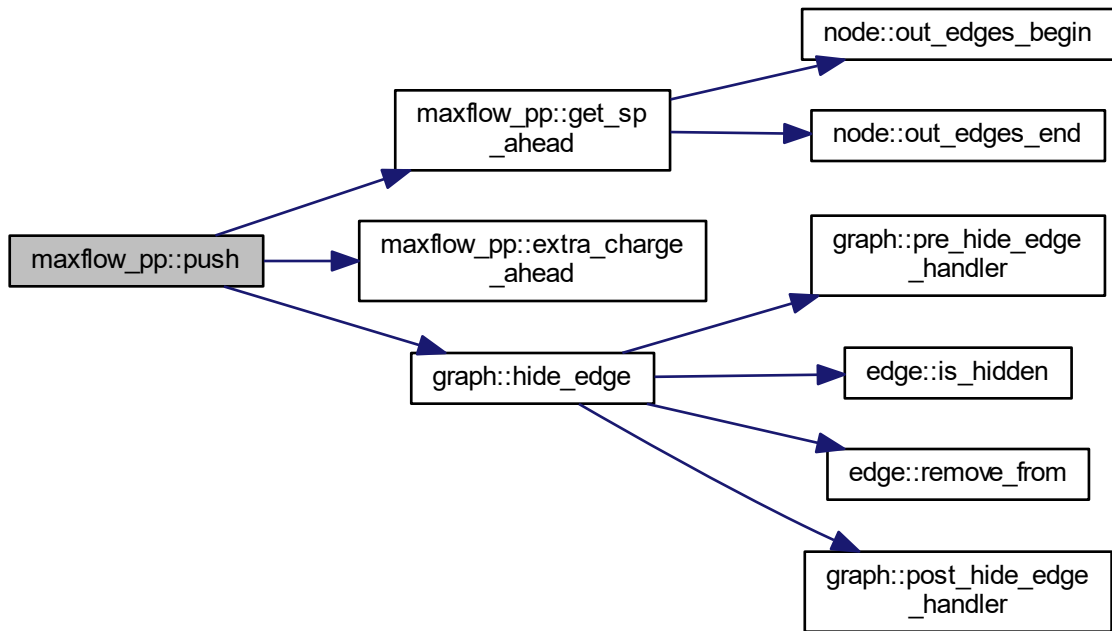 node::out_edges_begin
maxflow_pp::get_sp
_ahead
node::out_edges_end
maxflow_pp::push
maxflow_pp::extra_charge
_ahead
graph::pre_hide_edge
_handler
graph::hide_edge
edge::is_hidden
edge::remove_from
graph::post_hide_edge
_handler